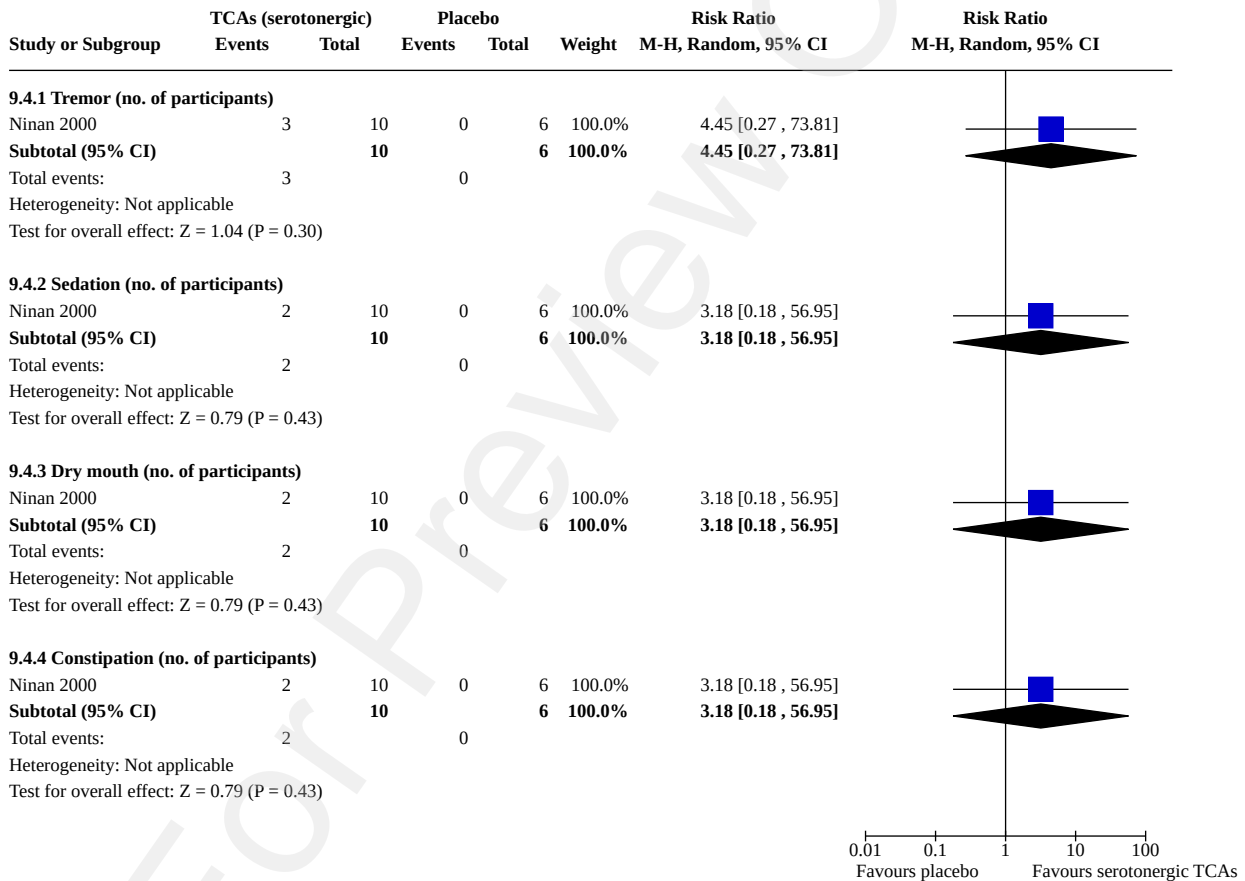 TCAs (serotonergic) Placebo Risk Ratio Risk Ratio
Study or Subgroup Events Total Events Total Weight M-H, Random, 95% CI M-H, Random, 95% CI
9.4.1 Tremor (no. of participants)
Ninan 2000 3 10 0 6 100.0% 4.45 [0.27 , 73.81]
Subtotal (95% CI) 10 6 100.0% 4.45 [0.27 , 73.81]
Total events: 3 0
Heterogeneity: Not applicable
Test for overall effect: Z = 1.04 (P = 0.30)
9.4.2 Sedation (no. of participants)
Ninan 2000 2 10 0 6 100.0% 3.18 [0.18 , 56.95]
Subtotal (95% CI) 10 6 100.0% 3.18 [0.18 , 56.95]
Total events: 2 0
Heterogeneity: Not applicable
Test for overall effect: Z = 0.79 (P = 0.43)
9.4.3 Dry mouth (no. of participants)
Ninan 2000 2 10 0 6 100.0% 3.18 [0.18 , 56.95]
Subtotal (95% CI) 10 6 100.0% 3.18 [0.18 , 56.95]
Total events: 2 0
Heterogeneity: Not applicable
Test for overall effect: Z = 0.79 (P = 0.43)
9.4.4 Constipation (no. of participants)
Ninan 2000 2 10 0 6 100.0% 3.18 [0.18 , 56.95]
Subtotal (95% CI) 10 6 100.0% 3.18 [0.18 , 56.95]
Total events: 2 0
Heterogeneity: Not applicable
Test for overall effect: Z = 0.79 (P = 0.43)
0.01 0.1 1 10 100
Favours placebo Favours serotonergic TCAs
For Preview